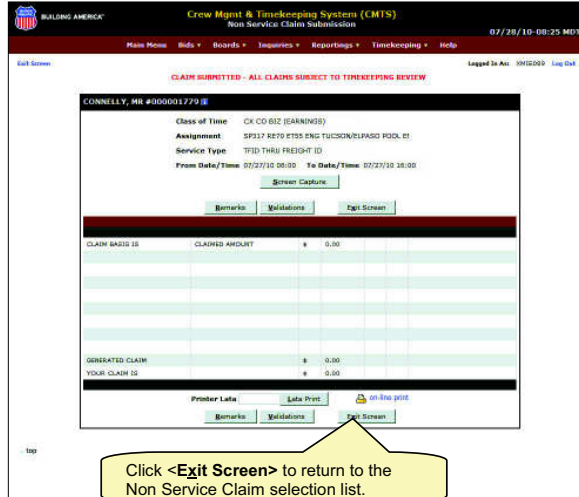 BUILDING AMERICA®
Crew Mgmt & Timekeeping System (CMTS)
Non Service Claim Submission
07/28/10-08:25 MDT
Main Menu Bids Boards Inquiries Reportings Timekeeping Help
Exit Screen
Logged In As: XMIE089 Log Out
CLAIM SUBMITTED - ALL CLAIMS SUBJECT TO TIMEKEEPING REVIEW
CONNELLY, MR #000001779
Class of Time CX CO BIZ (EARNINGS)
Assignment SP317 RE70 ET55 ENG TUCSON/ELPASO POOL ES
Service Type TFID THRU FREIGHT ID
From Date/Time 07/27/10 08:00 To Date/Time 07/27/10 16:00
Screen Capture
Remarks Validations Exit Screen
CLAIM BASIS IS CLAIMED AMOUNT $ 0.00
GENERATED CLAIM $ 0.00
YOUR CLAIM IS $ 0.00
Printer Lata Lata Print on-line print
Remarks Validations Exit Screen
top
Click <Exit Screen> to return to the
Non Service Claim selection list.